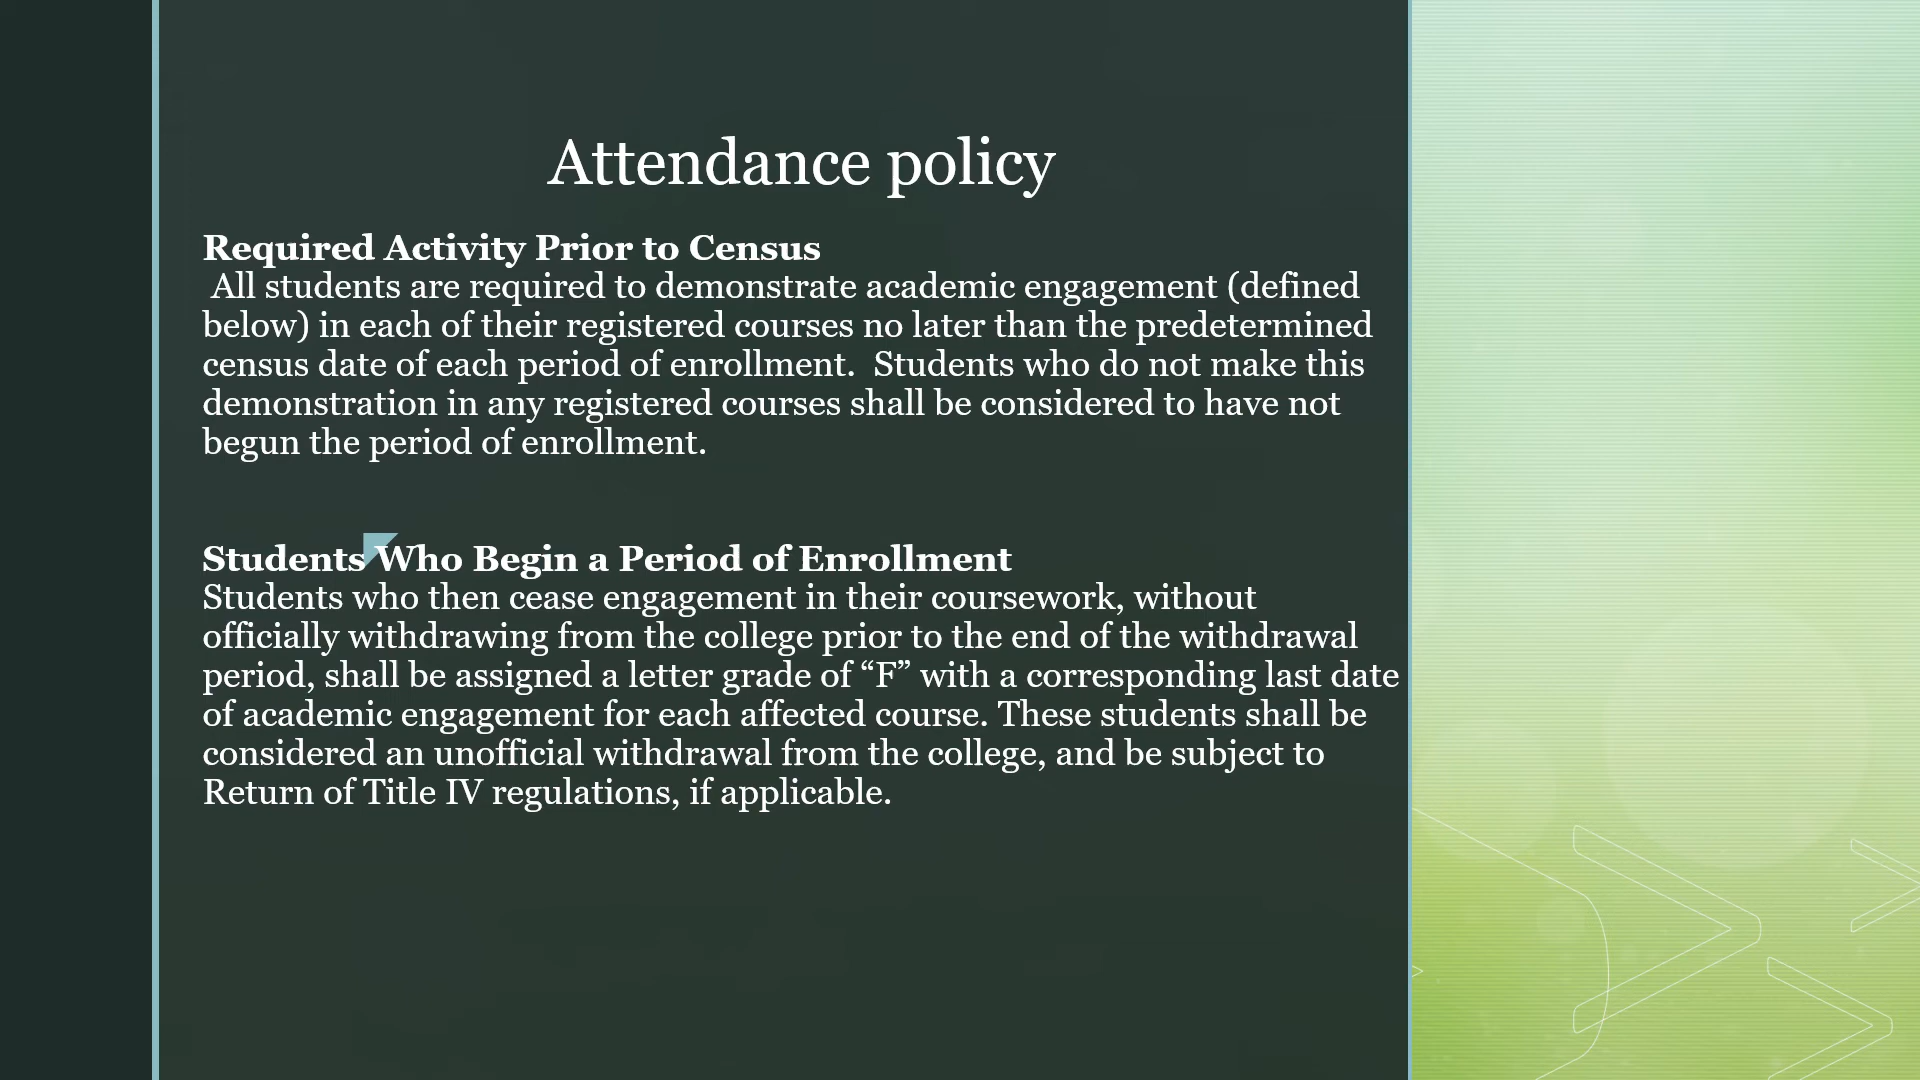 Attendance policy
Required Activity Prior to Census
All students are required to demonstrate academic engagement (defined
below) in each of their registered courses no later than the predetermined
census date of each period of enrollment.  Students who do not make this
demonstration in any registered courses shall be considered to have not
begun the period of enrollment.
Students Who Begin a Period of Enrollment
Students who then cease engagement in their coursework, without
officially withdrawing from the college prior to the end of the withdrawal
period, shall be assigned a letter grade of “F” with a corresponding last date
of academic engagement for each affected course. These students shall be
considered an unofficial withdrawal from the college, and be subject to
Return of Title IV regulations, if applicable.